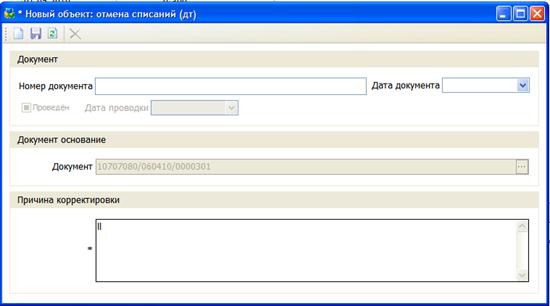 * Новый объект: отмена списаний (дт)
Документ
Номер документа
Дата документа
Проведён
Дата проводки
Документ основание
Документ 10707080/060410/0000301 ...
Причина корректировки
*